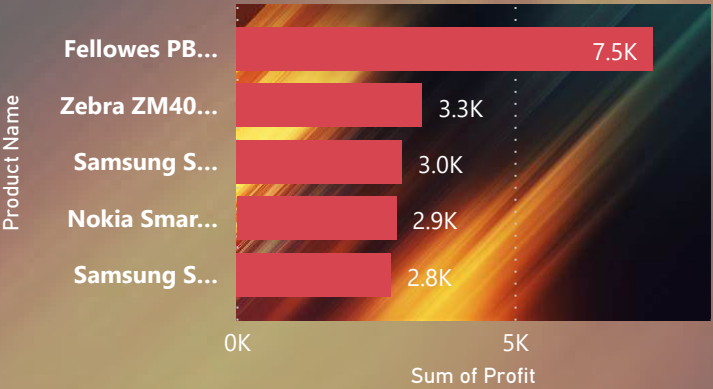 Product Name
Fellowes PB... 7.5K
Zebra ZM40... 3.3K
Samsung S... 3.0K
Nokia Smar... 2.9K
Samsung S... 2.8K
0K 5K
Sum of Profit